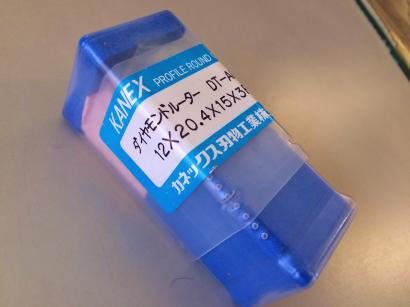 KANEX PROFILE ROUND
ダイヤモンドルーター DT-A
12X20.4X15X3
カネックス刃物工業株